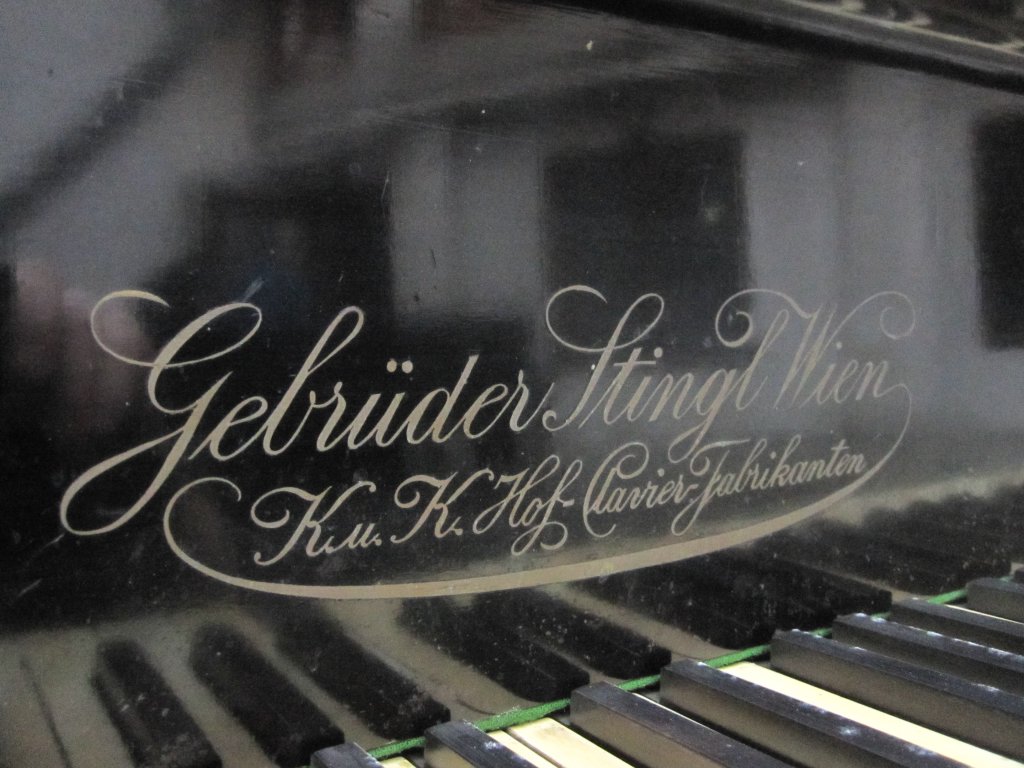 Gebrüder Stingl Wien
K. u. K. Hof-Clavier-Fabrikanten